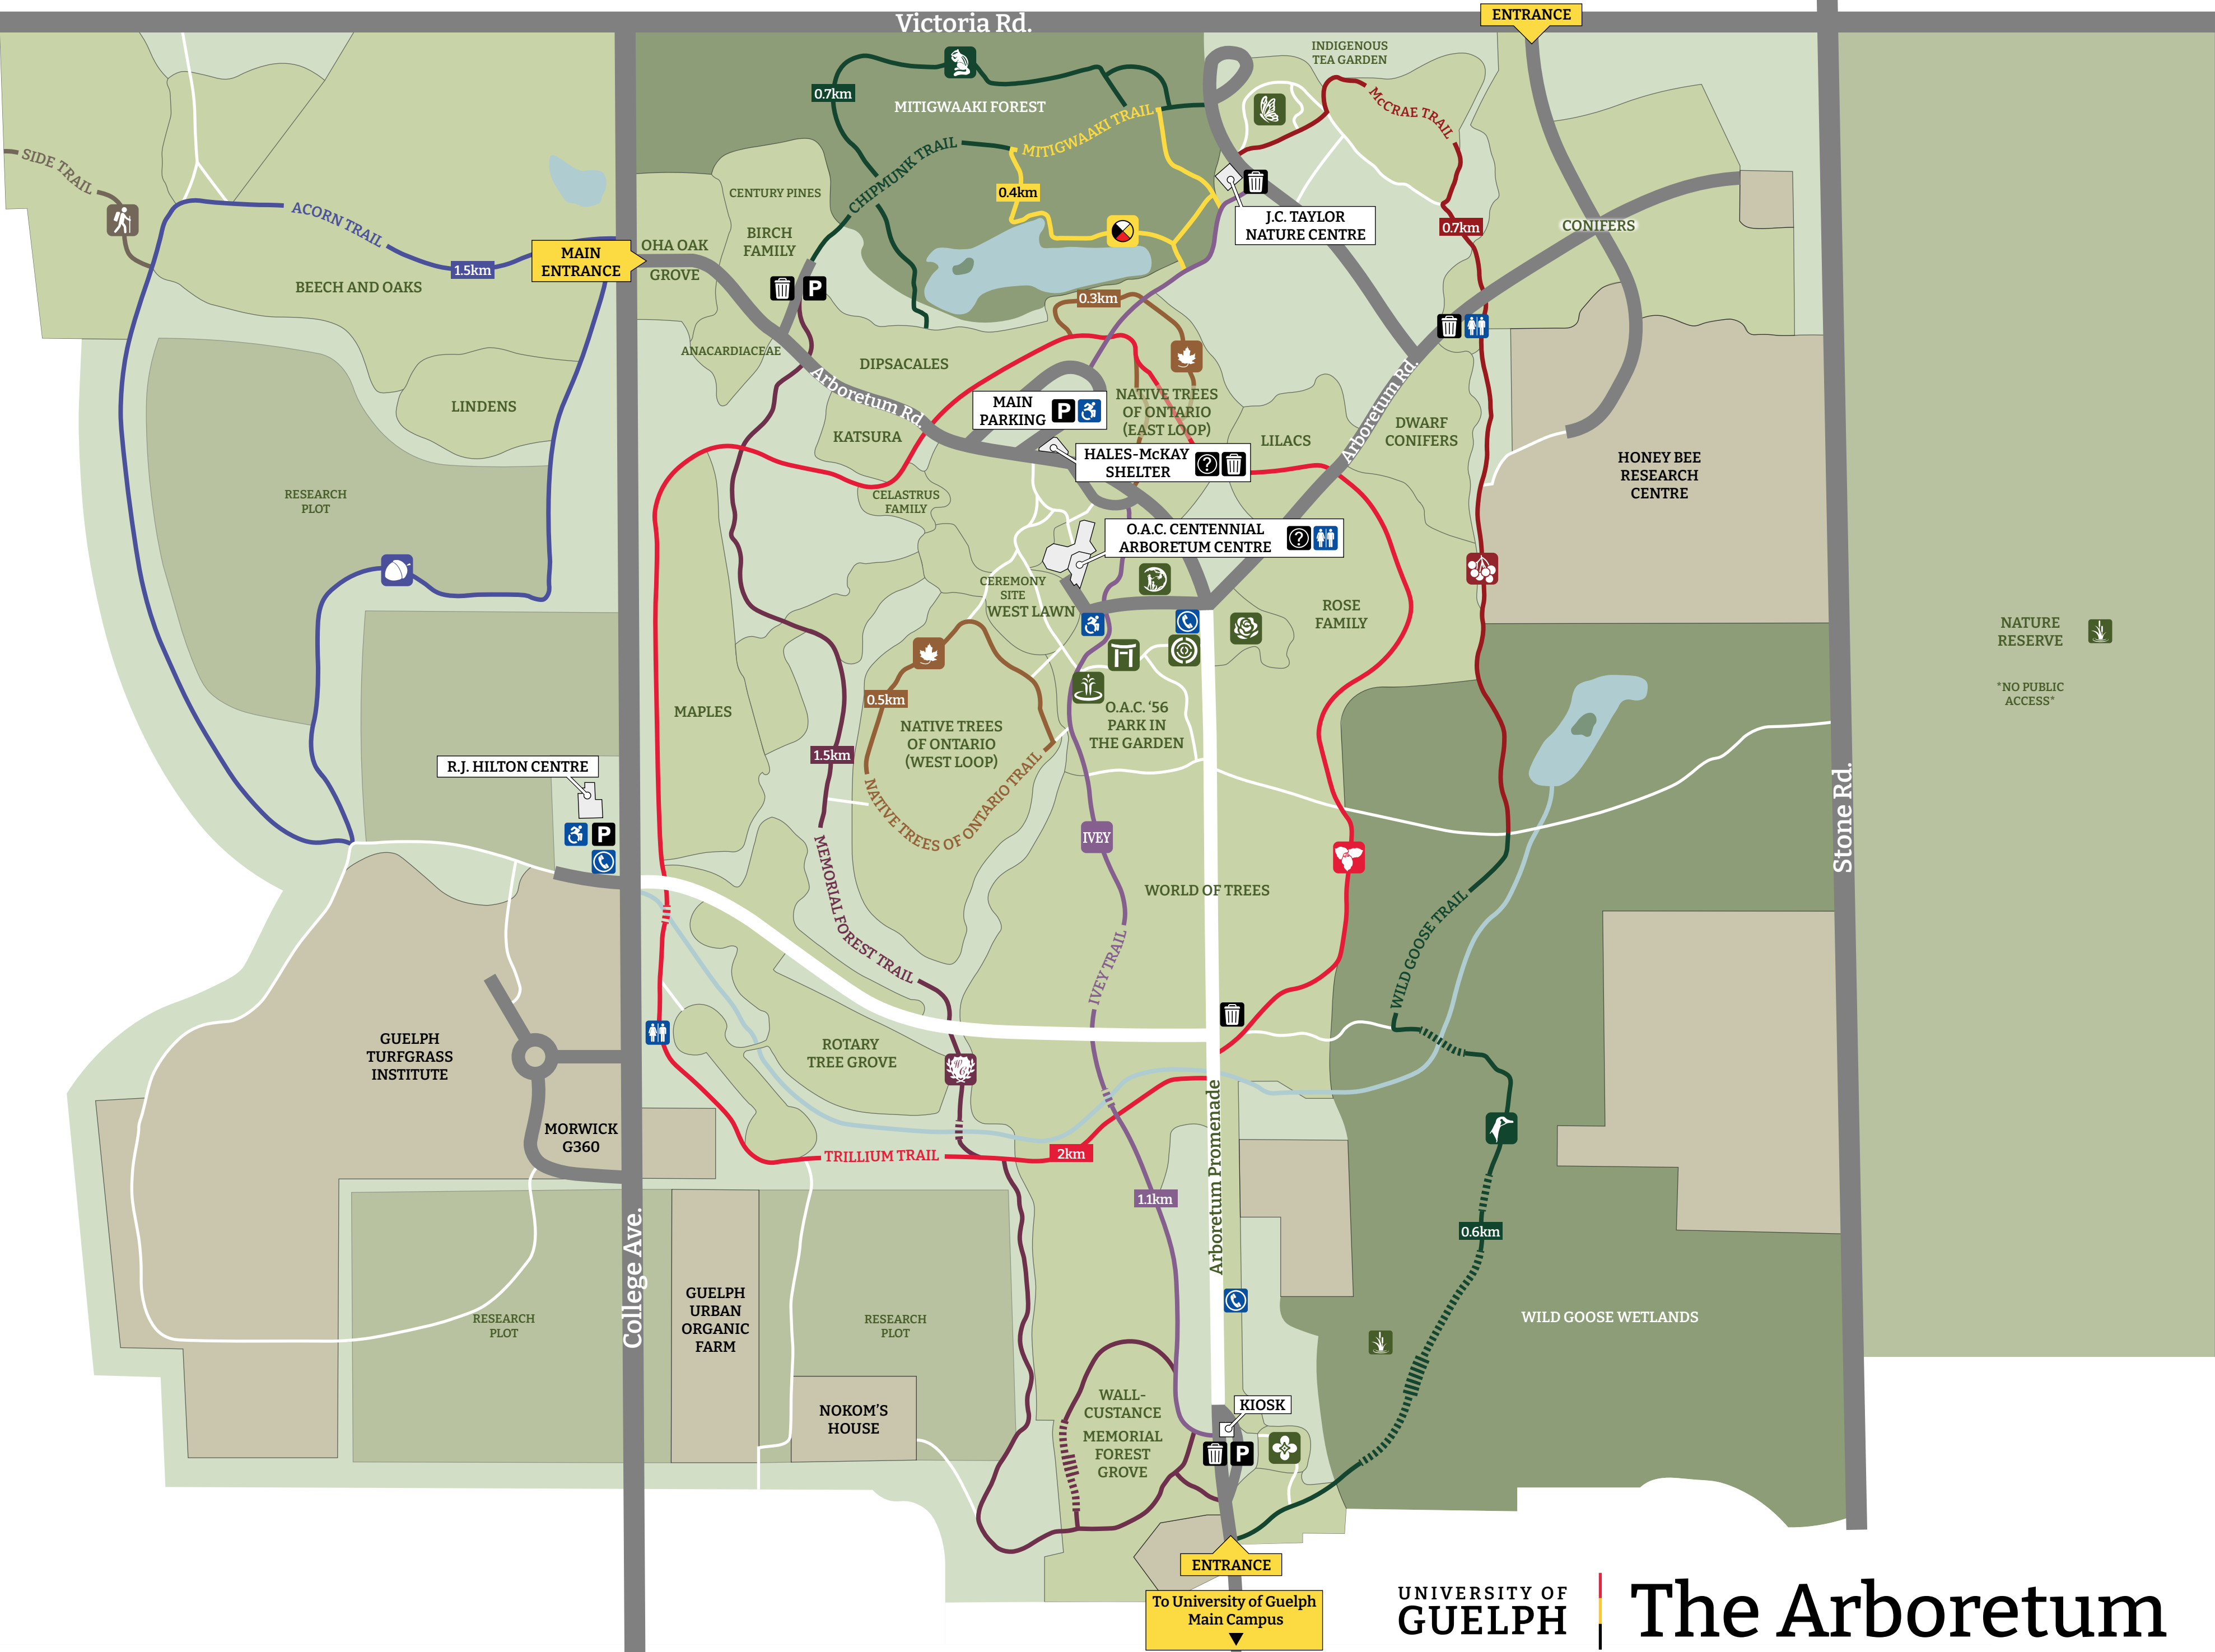 Victoria Rd.
ENTRANCE
INDIGENOUS
TEA GARDEN
0.7km
MITIGWAAKI FOREST
MITIGWAAKI TRAIL
McCRAE TRAIL
SIDE TRAIL
CHIPMUNK TRAIL
CENTURY PINES
0.4km
ACORN TRAIL
J.C. TAYLOR
NATURE CENTRE
0.7km
CONIFERS
BIRCH
FAMILY
OHA OAK
GROVE
MAIN
ENTRANCE
1.5km
BEECH AND OAKS
P
0.3km
ANACARDIACEAE
DIPSACALES
Arboretum Rd.
Arboretum Rd.
LINDENS
MAIN
PARKING
P
NATIVE TREES
OF ONTARIO
(EAST LOOP)
KATSURA
LILACS
DWARF
CONIFERS
HALES-McKAY
SHELTER
?
HONEY BEE
RESEARCH
CENTRE
RESEARCH
PLOT
CELASTRUS
FAMILY
O.A.C. CENTENNIAL
ARBORETUM CENTRE
?
CEREMONY
SITE
WEST LAWN
ROSE
FAMILY
NATURE
RESERVE
*NO PUBLIC
ACCESS*
0.5km
MAPLES
NATIVE TREES
OF ONTARIO
(WEST LOOP)
O.A.C. ‘56
PARK IN
THE GARDEN
1.5km
R.J. HILTON CENTRE
P
NATIVE TREES OF ONTARIO TRAIL
IVEY
Stone Rd.
MEMORIAL FOREST TRAIL
WORLD OF TREES
IVEY TRAIL
WILD GOOSE TRAIL
GUELPH
TURFGRASS
INSTITUTE
ROTARY
TREE GROVE
MORWICK
G360
TRILLIUM TRAIL
2km
Arboretum Promenade
1.1km
0.6km
College Ave.
RESEARCH
PLOT
GUELPH
URBAN
ORGANIC
FARM
RESEARCH
PLOT
WILD GOOSE WETLANDS
NOKOM’S
HOUSE
WALL-
CUSTANCE
MEMORIAL
FOREST
GROVE
KIOSK
P
ENTRANCE
To University of Guelph
Main Campus
UNIVERSITY OF
GUELPH
The Arboretum